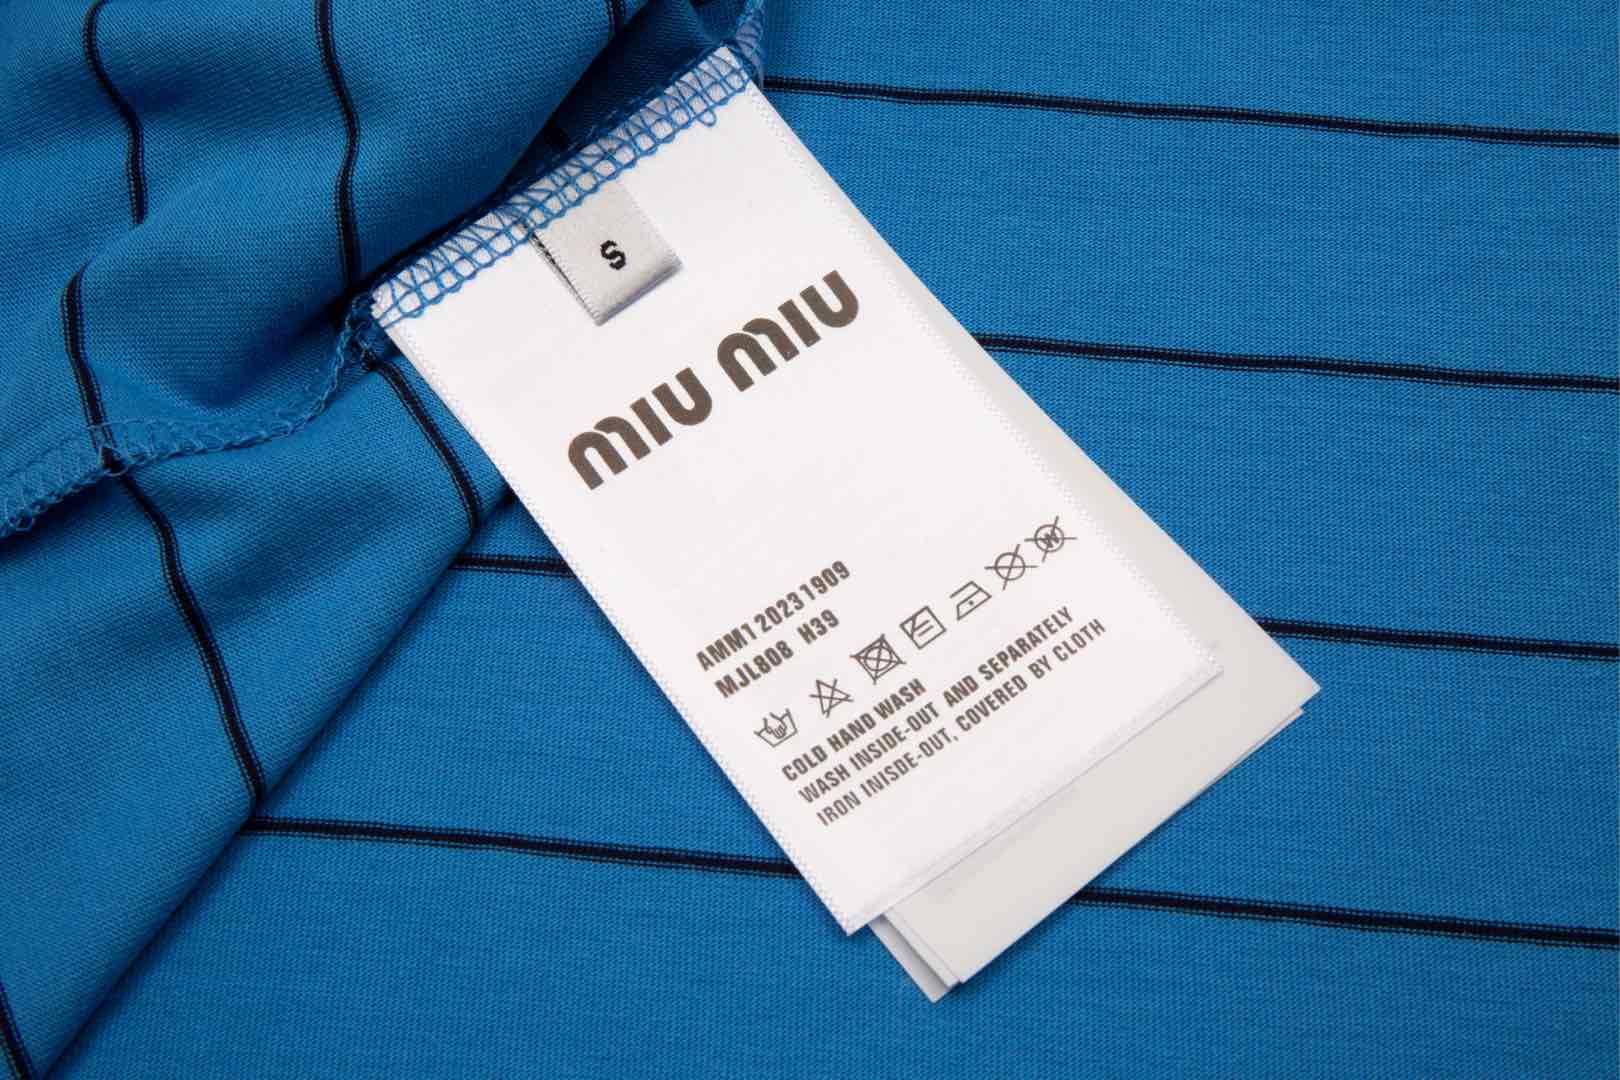 S
MIU MIU
AMM1 20231909
MJL808 H39
W
COLD HAND WASH
WASH INSIDE-OUT AND SEPARATELY
IRON INISDE-OUT, COVERED BY CLOTH